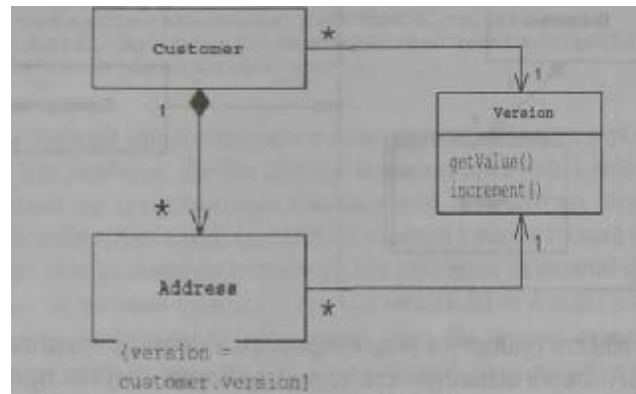 Customer
*
1
1
Version
getValue()
increment()
*
1
Address
*
{version =
customer.version}